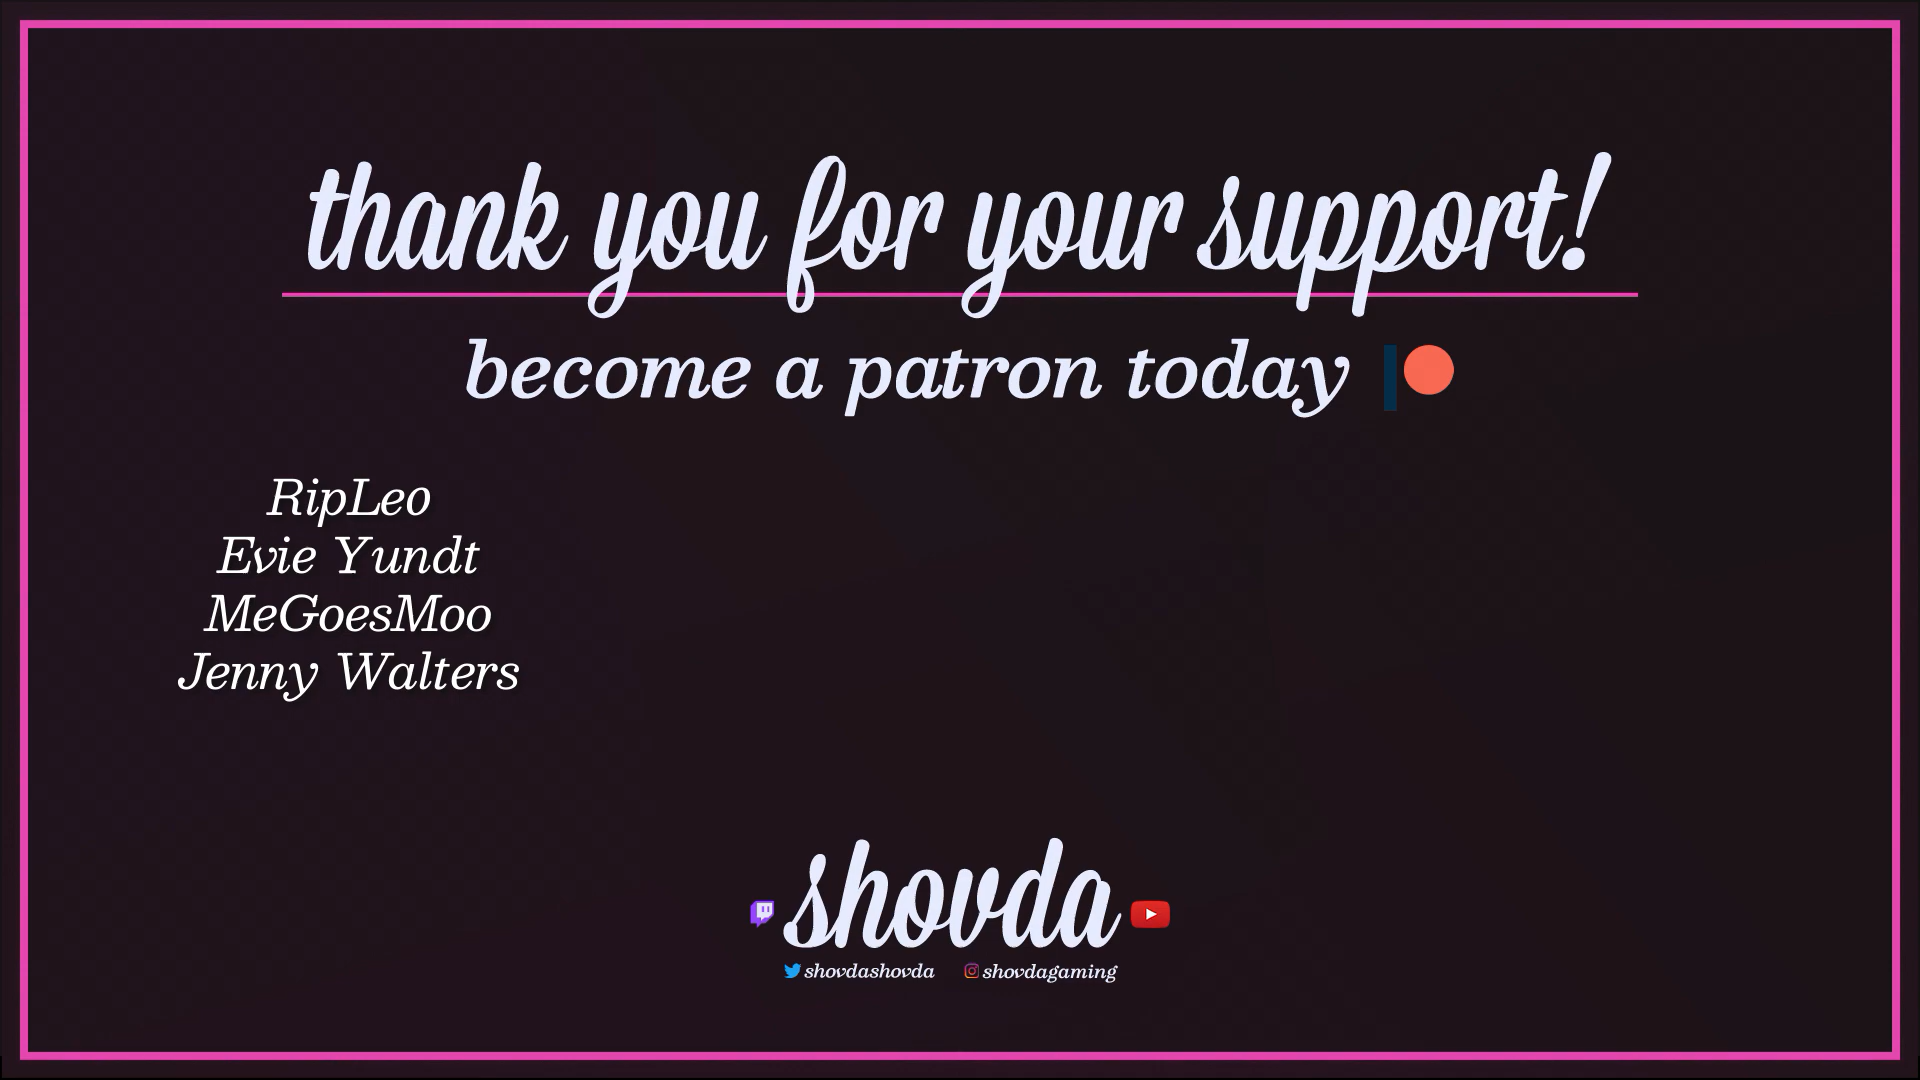 thank you for your support!
become a patron today
RipLeo
Evie Yundt
MeGoesMoo
Jenny Walters
shovda
shovdashovda shovdagaming